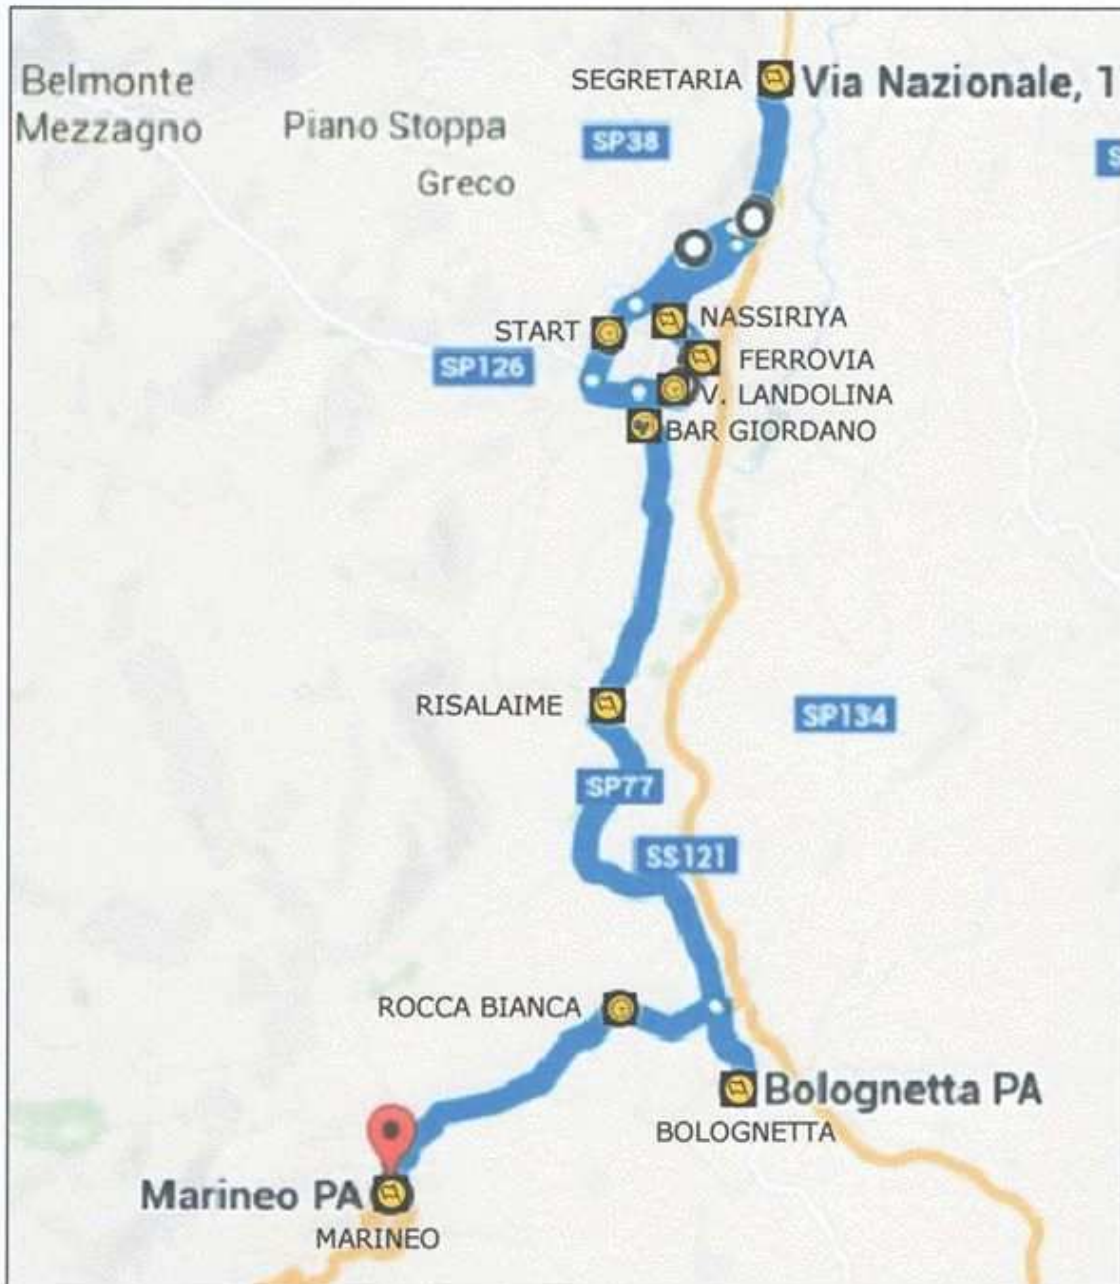 SEGRETARIA
Via Nazionale, 1
Belmonte
Mezzagno
Piano Stoppa
SP38
Greco
START
NASSIRIYA
SP126
FERROVIA
V. LANDOLINA
BAR GIORDANO
RISALAIME
SP134
SP77
SS121
ROCCA BIANCA
Bolognetta PA
BOLOGNETTA
Marineo PA
MARINEO